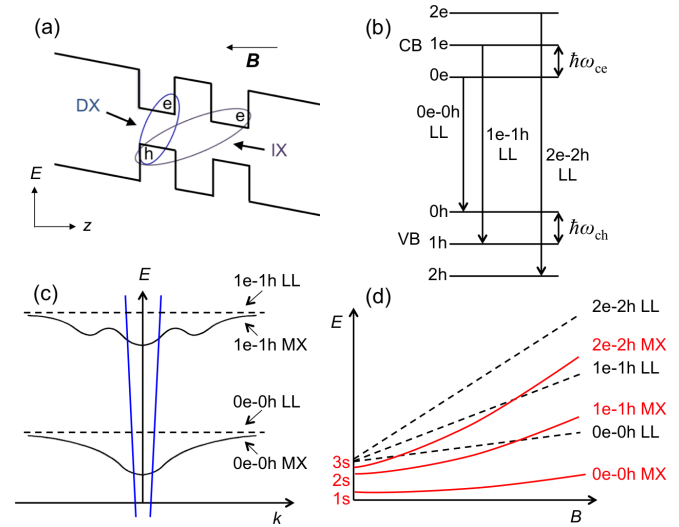 (a)
B
DX
e
e
h
IX
E
z
(b)
2e
CB
1e
0e
ℏω_ce
0e-0h
LL
1e-1h
LL
2e-2h
LL
0h
VB
1h
2h
ℏω_ch
(c)
E
1e-1h LL
1e-1h MX
0e-0h LL
0e-0h MX
k
(d)
E
2e-2h LL
2e-2h MX
1e-1h LL
1e-1h MX
0e-0h LL
0e-0h MX
3s
2s
1s
B